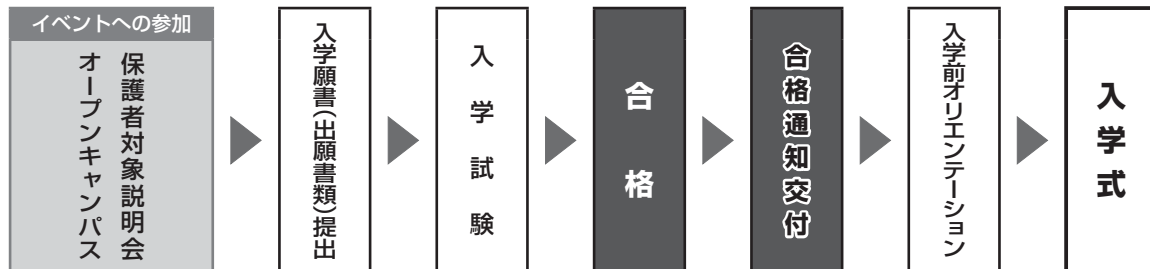 イベントへの参加
保護者対象説明会
オープンキャンパス
入学願書(出願書類)提出
入学試験
合格
合格通知交付
入学前オリエンテーション
入学式